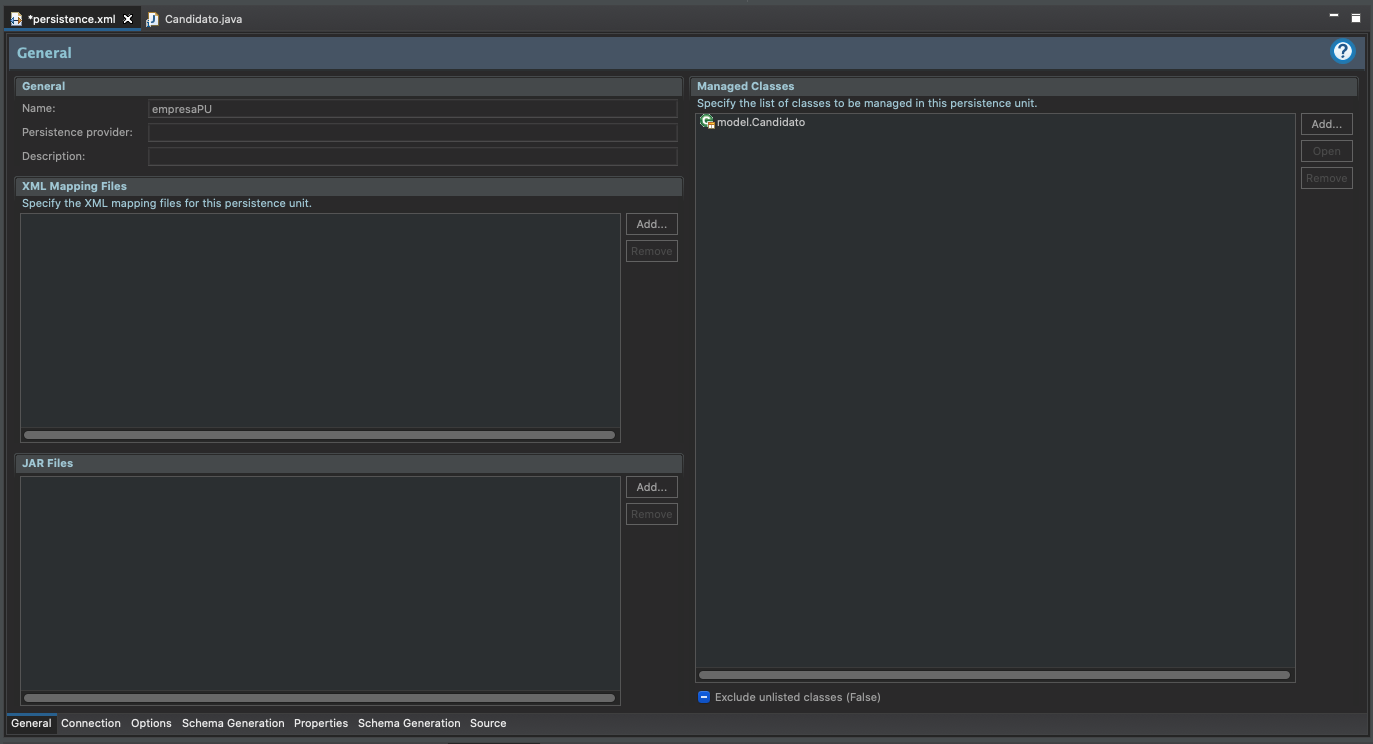 *persistence.xml
Candidato.java
General
General
Name:
empresaPU
Persistence provider:
Description:
XML Mapping Files
Specify the XML mapping files for this persistence unit.
Add...
Remove
JAR Files
Add...
Remove
Managed Classes
Specify the list of classes to be managed in this persistence unit.
model.Candidato
Add...
Open
Remove
Exclude unlisted classes (False)
General Connection Options Schema Generation Properties Schema Generation Source